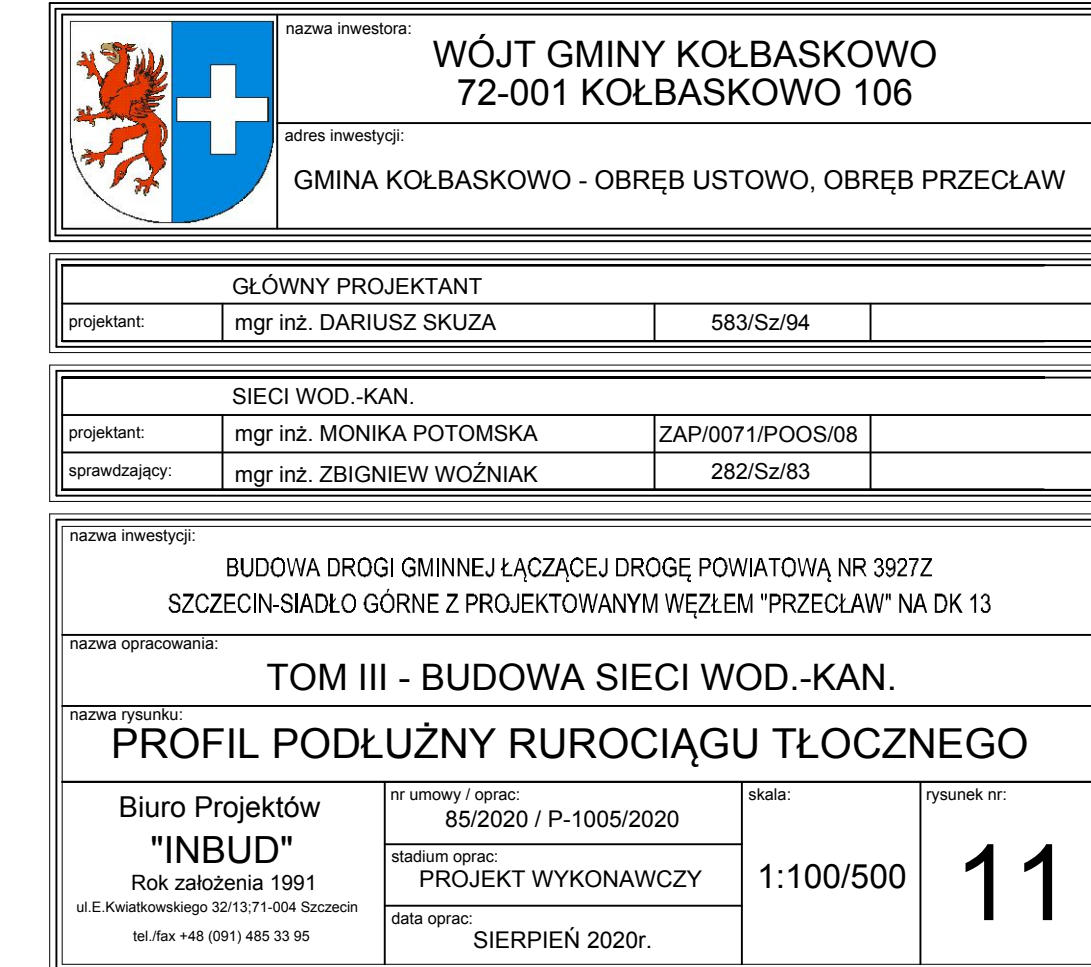 nazwa inwestora:
WÓJT GMINY KOŁBASKOWO
72-001 KOŁBASKOWO 106
adres inwestycji:
GMINA KOŁBASKOWO - OBRĘB USTOWO, OBRĘB PRZECŁAW
GŁÓWNY PROJEKTANT
projektant: mgr inż. DARIUSZ SKUZA 583/Sz/94
SIECI WOD.-KAN.
projektant: mgr inż. MONIKA POTOMSKA ZAP/0071/POOS/08
sprawdzający: mgr inż. ZBIGNIEW WOŹNIAK 282/Sz/83
nazwa inwestycji:
BUDOWA DROGI GMINNEJ ŁĄCZĄCEJ DROGĘ POWIATOWĄ NR 3927Z
SZCZECIN-SIADŁO GÓRNE Z PROJEKTOWANYM WĘZŁEM "PRZECŁAW" NA DK 13
nazwa opracowania:
TOM III - BUDOWA SIECI WOD.-KAN.
nazwa rysunku:
PROFIL PODŁUŻNY RUROCIĄGU TŁOCZNEGO
Biuro Projektów
"INBUD"
Rok założenia 1991
ul.E.Kwiatkowskiego 32/13;71-004 Szczecin
tel./fax +48 (091) 485 33 95
nr umowy / oprac:
85/2020 / P-1005/2020
stadium oprac:
PROJEKT WYKONAWCZY
data oprac:
SIERPIEŃ 2020r.
skala:
1:100/500
rysunek nr:
11